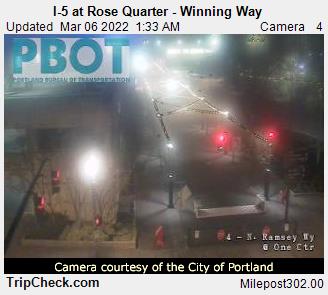 I-5 at Rose Quarter - Winning Way
Updated Mar 06 2022 1:33 AM Camera 4
PBOT
PORTLAND BUREAU OF TRANSPORTATION
4 - N. Ramsey Wy
@ One Ctr
Camera courtesy of the City of Portland
TripCheck.com Milepost302.00